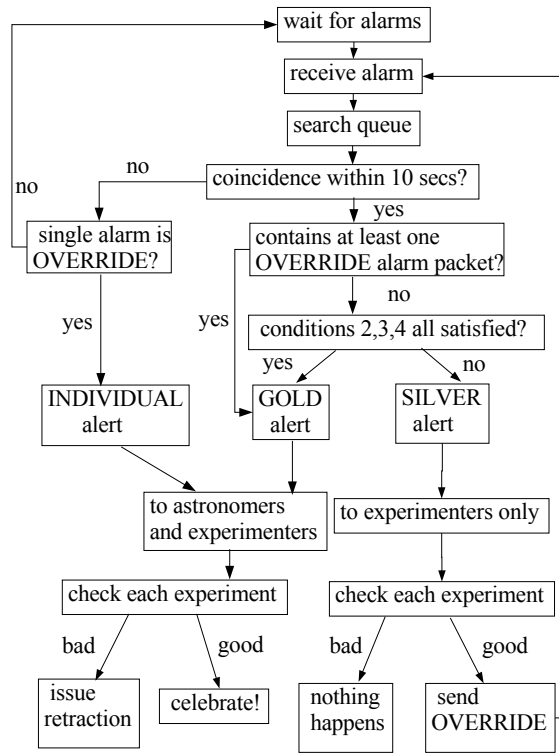 wait for alarms
receive alarm
search queue
no
coincidence within 10 secs?
no
yes
single alarm is
OVERRIDE?
contains at least one
OVERRIDE alarm packet?
no
yes
yes
conditions 2,3,4 all satisfied?
yes
no
INDIVIDUAL
alert
GOLD
alert
SILVER
alert
to astronomers
and experimenters
to experimenters only
check each experiment
check each experiment
bad
good
bad
good
issue
retraction
celebrate!
nothing
happens
send
OVERRIDE